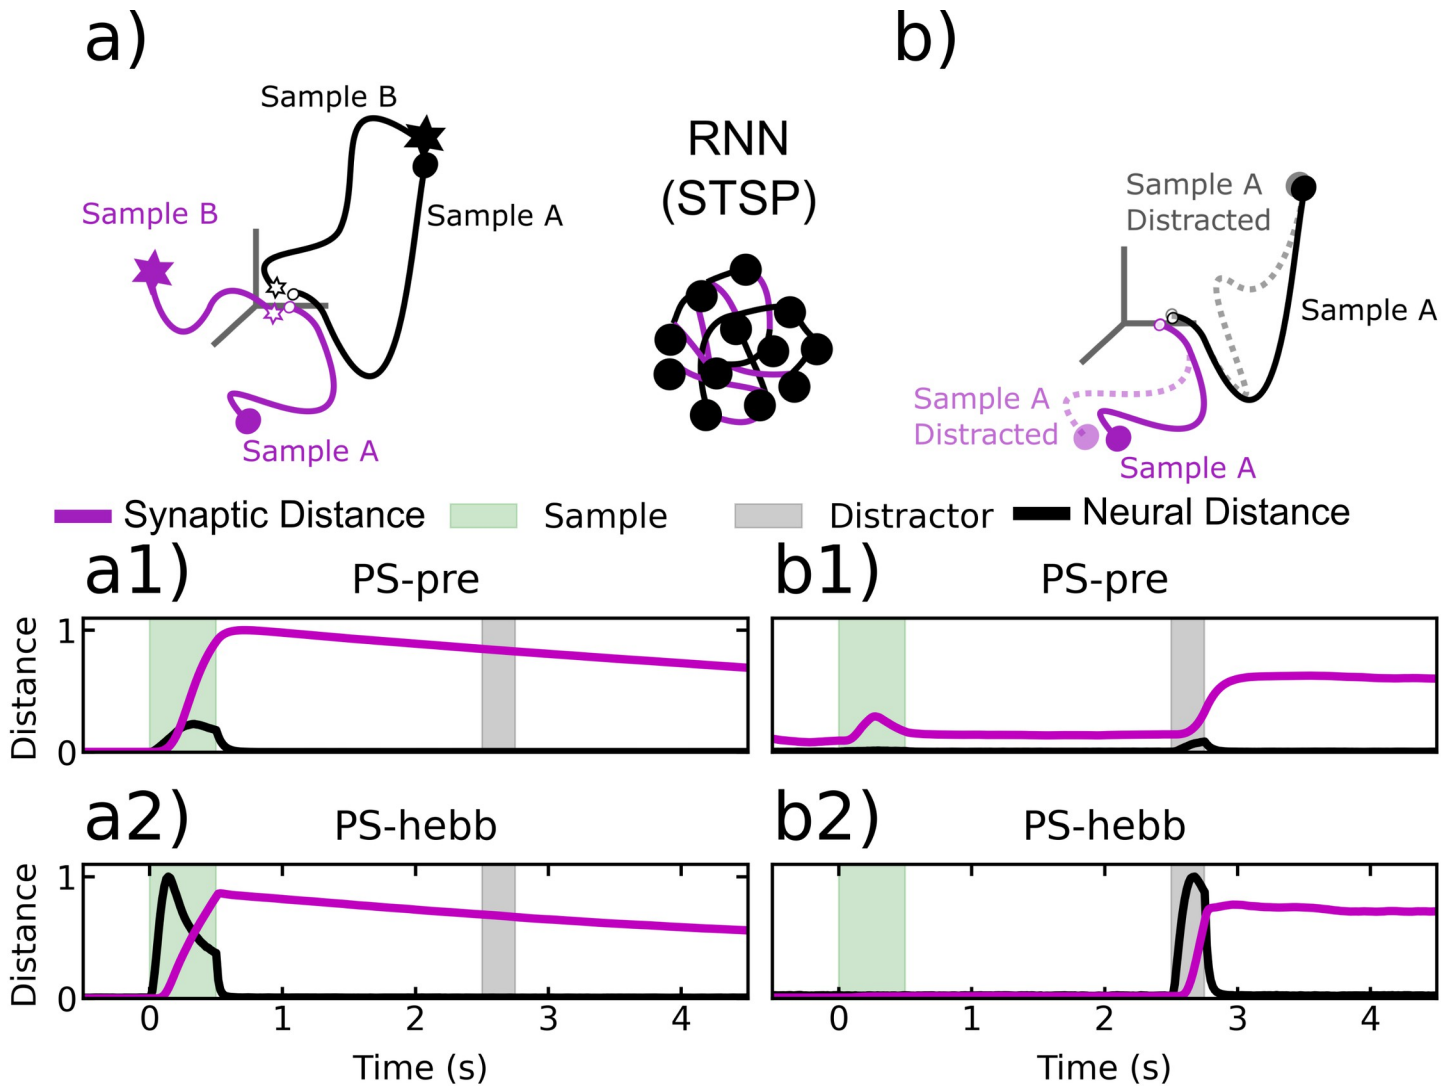 a)
Sample B
Sample B
Sample A
Sample A
RNN
(STSP)
b)
Sample A
Distracted
Sample A
Sample A
Distracted
Sample A
Synaptic Distance
Sample
Distractor
Neural Distance
a1)
PS-pre
Distance
1
0
b1)
PS-pre
a2)
PS-hebb
Distance
1
0
0 1 2 3 4
Time (s)
b2)
PS-hebb
0 1 2 3 4
Time (s)